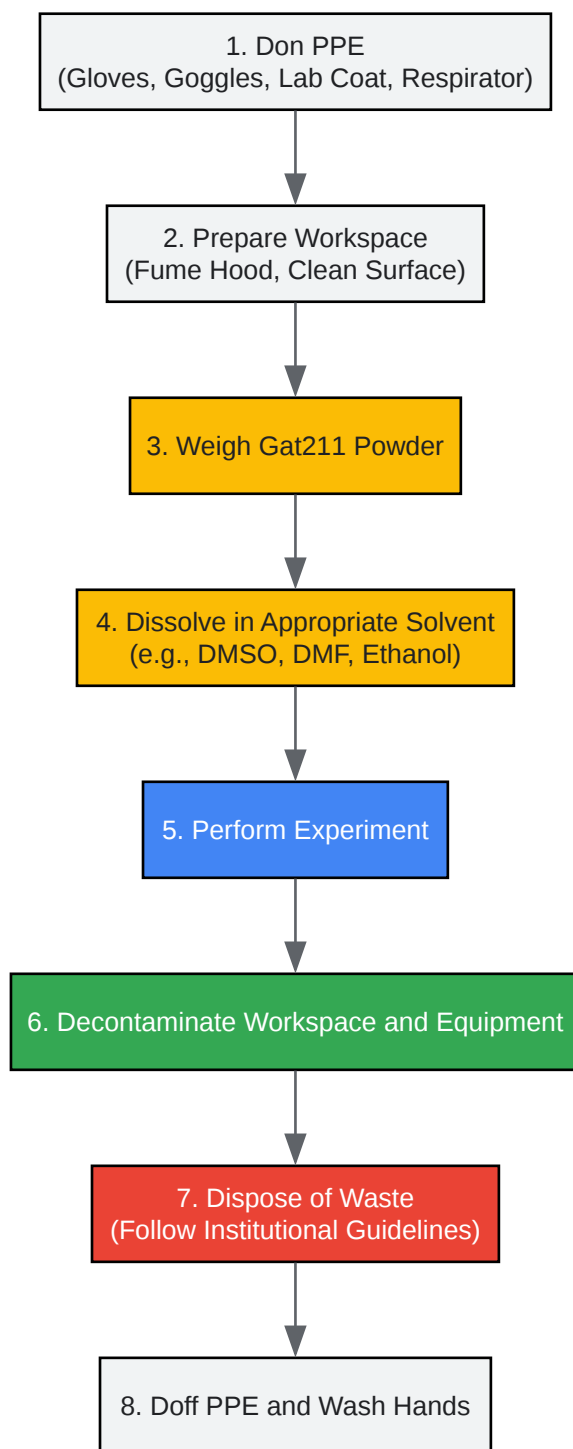 1. Don PPE
(Gloves, Goggles, Lab Coat, Respirator)
2. Prepare Workspace
(Fume Hood, Clean Surface)
3. Weigh Gat211 Powder
4. Dissolve in Appropriate Solvent
(e.g., DMSO, DMF, Ethanol)
5. Perform Experiment
6. Decontaminate Workspace and Equipment
7. Dispose of Waste
(Follow Institutional Guidelines)
8. Doff PPE and Wash Hands